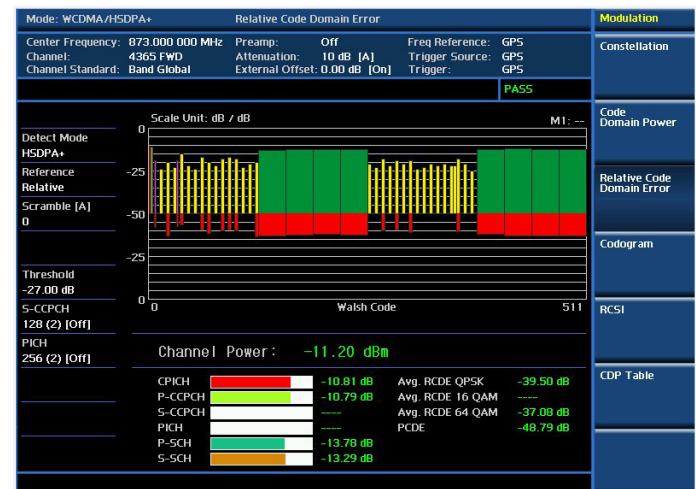 Mode: WCDMA/HSDPA+ Relative Code Domain Error
Modulation
Center Frequency: 873.000 000 MHz Preamp: Off Freq Reference: GPS
Channel: 4365 FWD Attenuation: 10 dB [A] Trigger Source: GPS
Channel Standard: Band Global External Offset: 0.00 dB [On] Trigger: GPS
Constellation
PASS
Code
Domain Power
Scale Unit: dB / dB M1: --
0
Detect Mode
HSDPA+
Reference
Relative
-25
Relative Code
Domain Error
Scramble [A]
0
-50
Codogram
-25
Threshold
-27.00 dB
0
0 Walsh Code 511
S-CCPCH
128 (2) [Off]
RCSI
PICH
256 (2) [Off]
Channel Power: -11.20 dBm
CDP Table
CPICH -10.81 dB Avg. RCDE QPSK -39.50 dB
P-CCPCH -10.79 dB Avg. RCDE 16 QAM ----
S-CCPCH ---- Avg. RCDE 64 QAM -37.08 dB
PICH ---- PCDE -48.79 dB
P-SCH -13.78 dB
S-SCH -13.29 dB